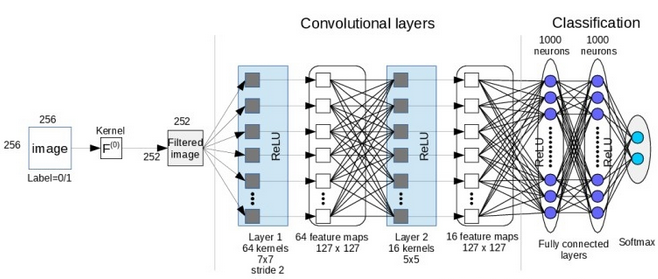 Convolutional layers
Classification
1000
neurons
1000
neurons
256
256
image
Label=0/1
Kernel
F(0)
252
252
Filtered
image
ReLU
ReLU
ReLU
ReLU
Layer 1
64 kernels
7x7
stride 2
64 feature maps
127 x 127
Layer 2
16 kernels
5x5
16 feature maps
127 x 127
Fully connected
layers
Softmax